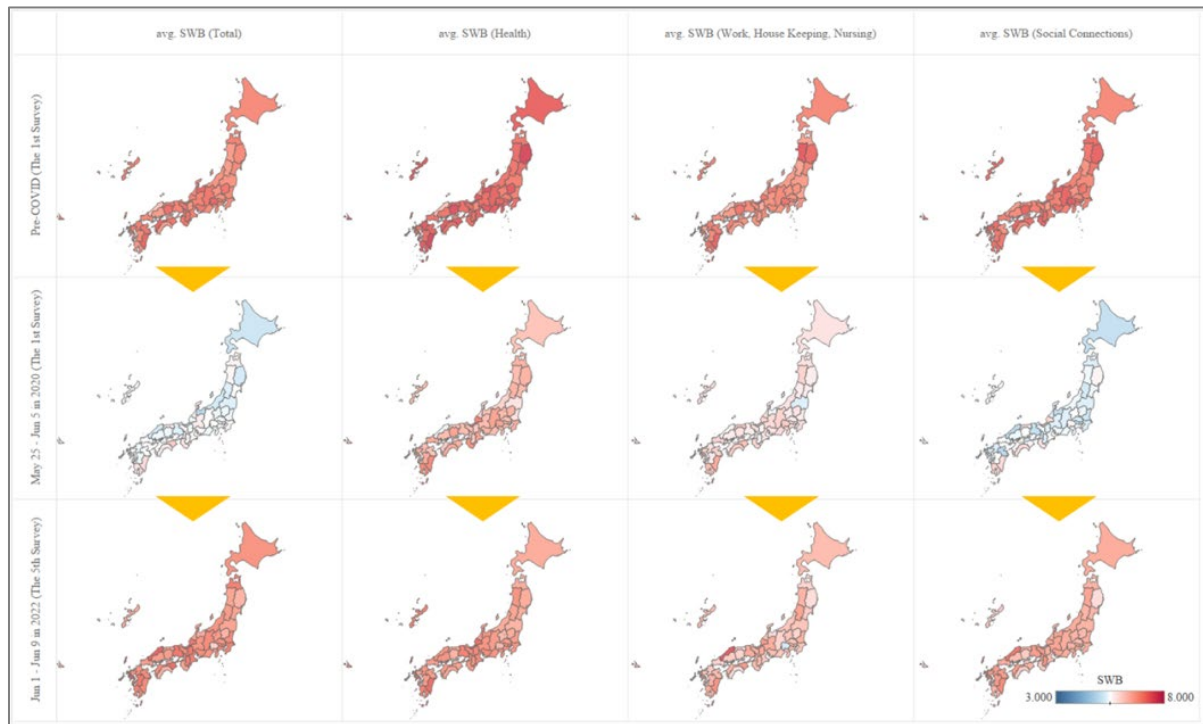 avg. SWB (Total)
avg. SWB (Health)
avg. SWB (Work, House Keeping, Nursing)
avg. SWB (Social Connections)
Pre-COVID (The 1st Survey)
May 25 - Jun 5 in 2020 (The 1st Survey)
Jun 1 - Jun 9 in 2022 (The 5th Survey)
SWB
3.000
8.000